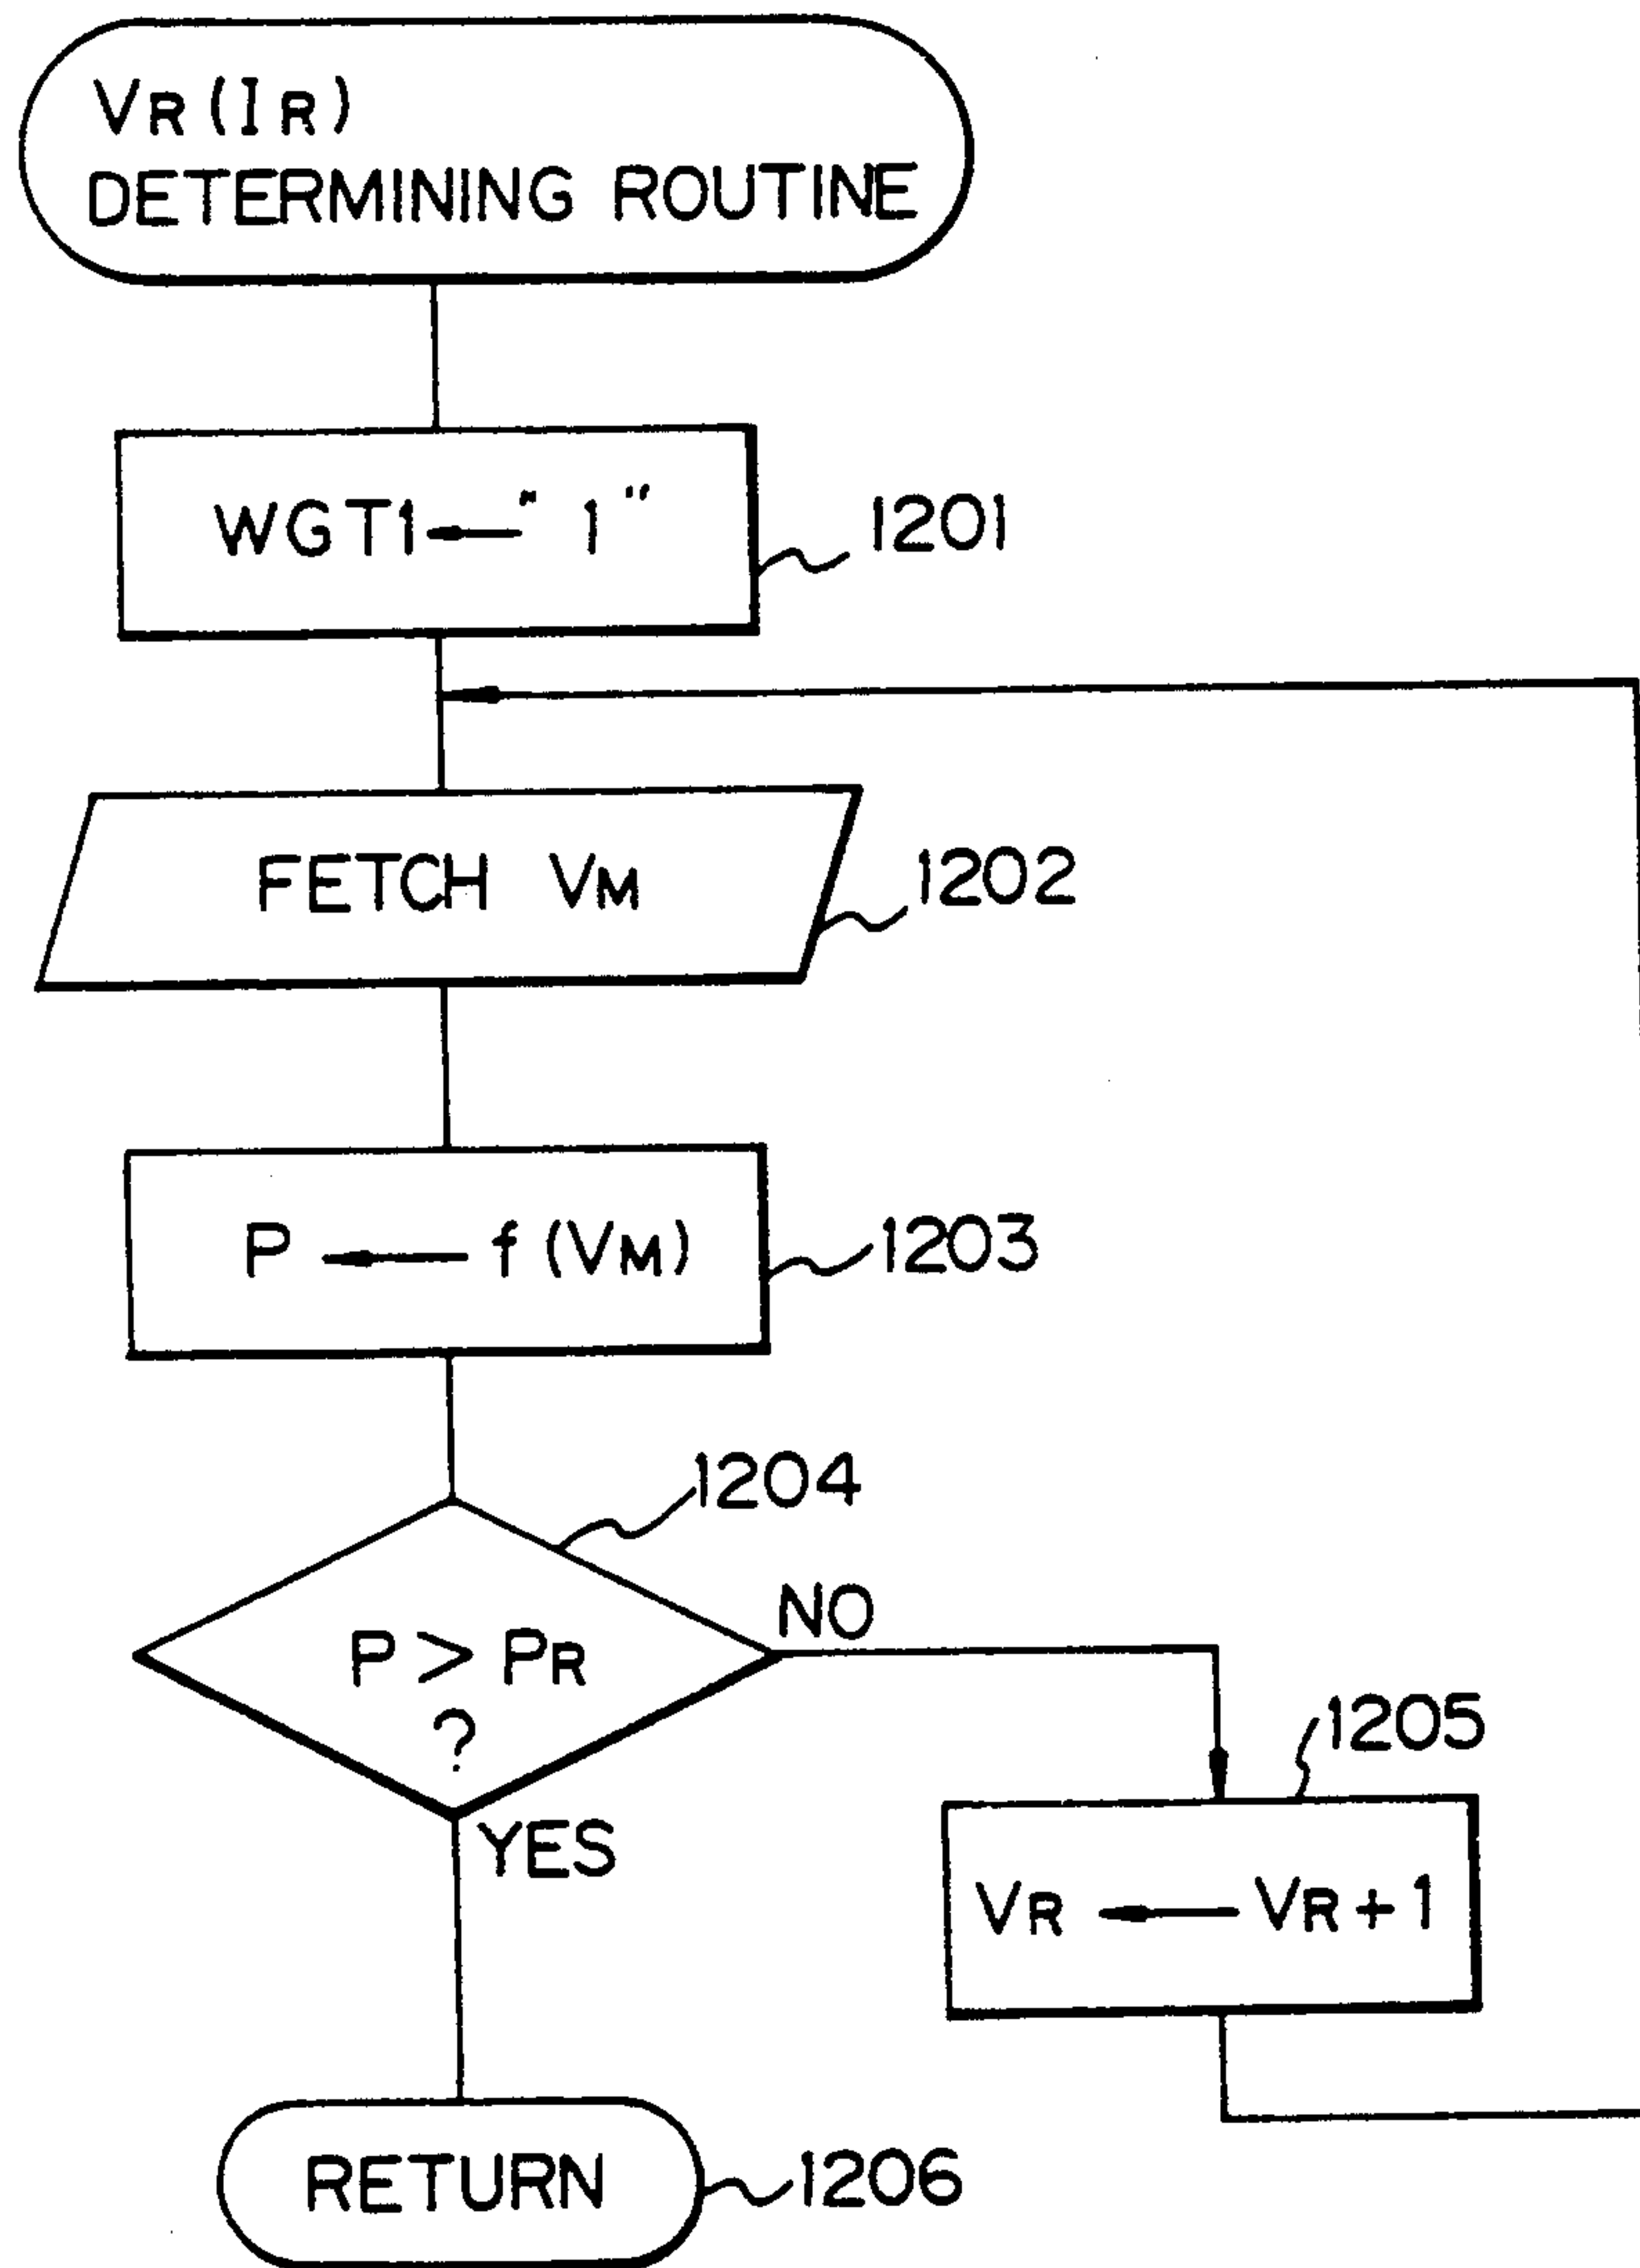 VR (IR)
DETERMINING ROUTINE
WGT1 ← "1"
1201
FETCH VM
1202
P ← f (VM)
1203
1204
P > PR
?
NO
YES
1205
VR ← VR + 1
RETURN
1206